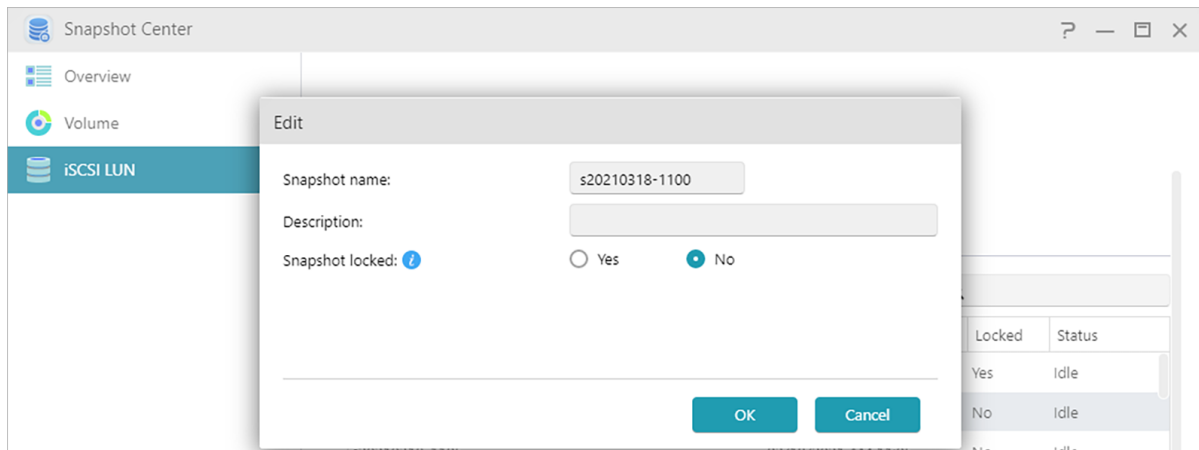 Snapshot Center
Overview
Volume
iSCSI LUN
Edit
Snapshot name: s20210318-1100
Description:
Snapshot locked: Yes No
OK Cancel
Locked Status
Yes Idle
No Idle